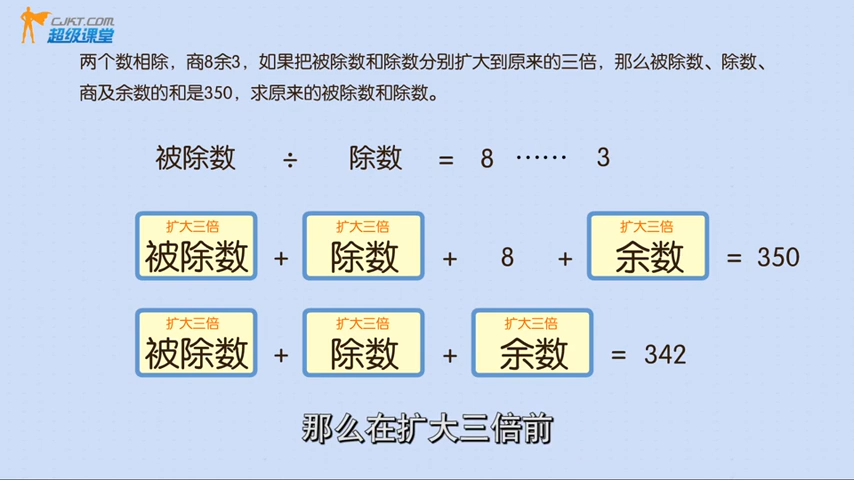 CJKT.COM
超级课堂
两个数相除，商8余3，如果把被除数和除数分别扩大到原来的三倍，那么被除数、除数、
商及余数的和是350，求原来的被除数和除数。
被除数 ÷ 除数 = 8 …… 3
扩大三倍 扩大三倍 扩大三倍
被除数 + 除数 + 8 + 余数 = 350
扩大三倍 扩大三倍 扩大三倍
被除数 + 除数 + 余数 = 342
那么在扩大三倍前